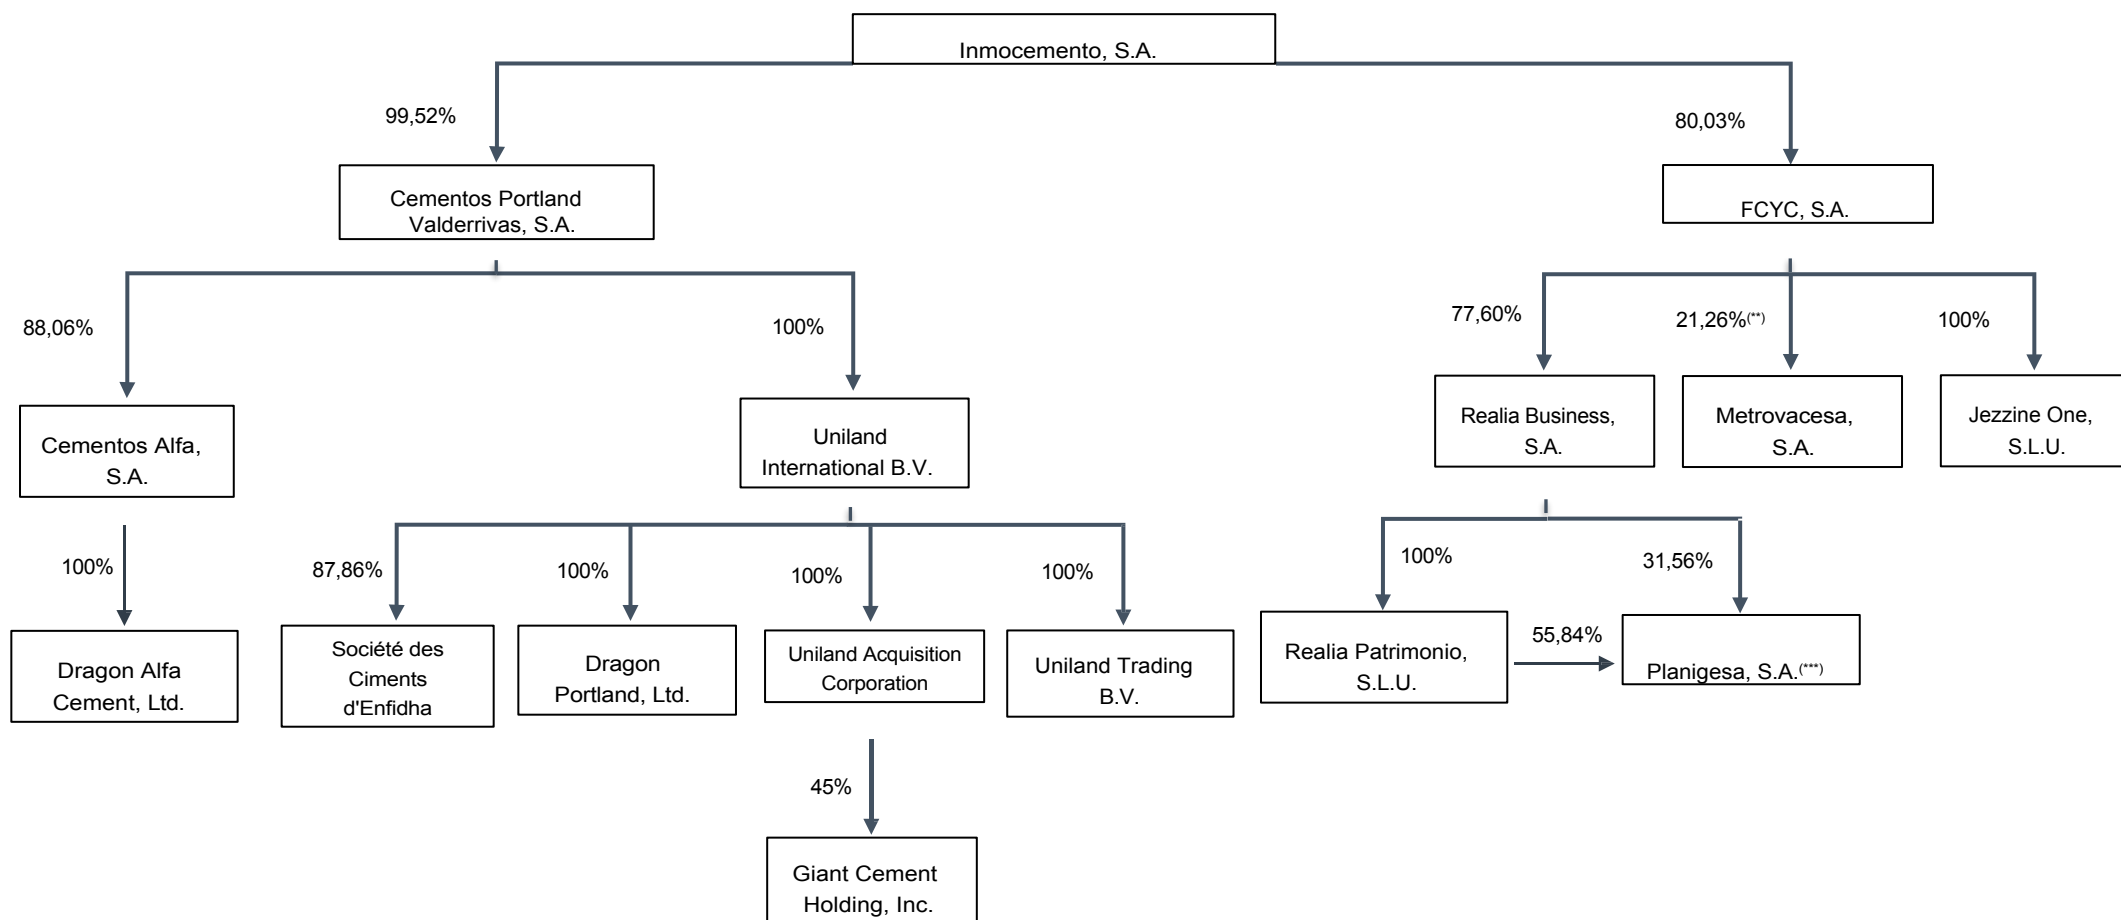 Inmocemento, S.A.
99,52%
80,03%
Cementos Portland
Valderrivas, S.A.
FCYC, S.A.
88,06%
100%
77,60%
21,26%(**)
100%
Cementos Alfa,
S.A.
Uniland
International B.V.
Realia Business,
S.A.
Metrovacesa,
S.A.
Jezzine One,
S.L.U.
100%
87,86%
100%
100%
100%
100%
31,56%
Dragon Alfa
Cement, Ltd.
Société des
Ciments
d'Enfidha
Dragon
Portland, Ltd.
Uniland Acquisition
Corporation
Uniland Trading
B.V.
Realia Patrimonio,
S.L.U.
55,84%
Planigesa, S.A.(***)
45%
Giant Cement
Holding, Inc.